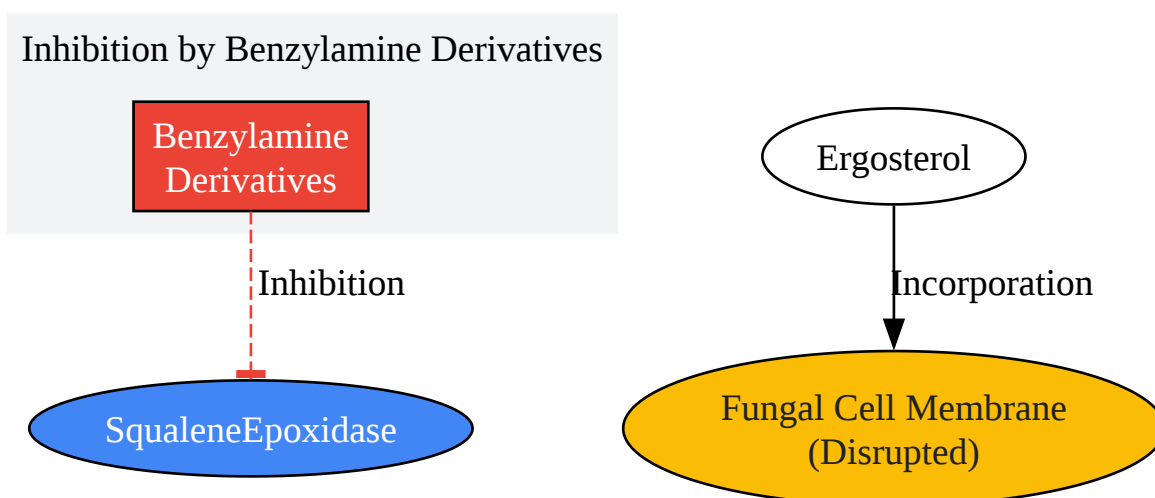 Inhibition by Benzylamine Derivatives
Benzylamine
Derivatives
Ergosterol
Inhibition
Incorporation
SqualeneEpoxidase
Fungal Cell Membrane
(Disrupted)